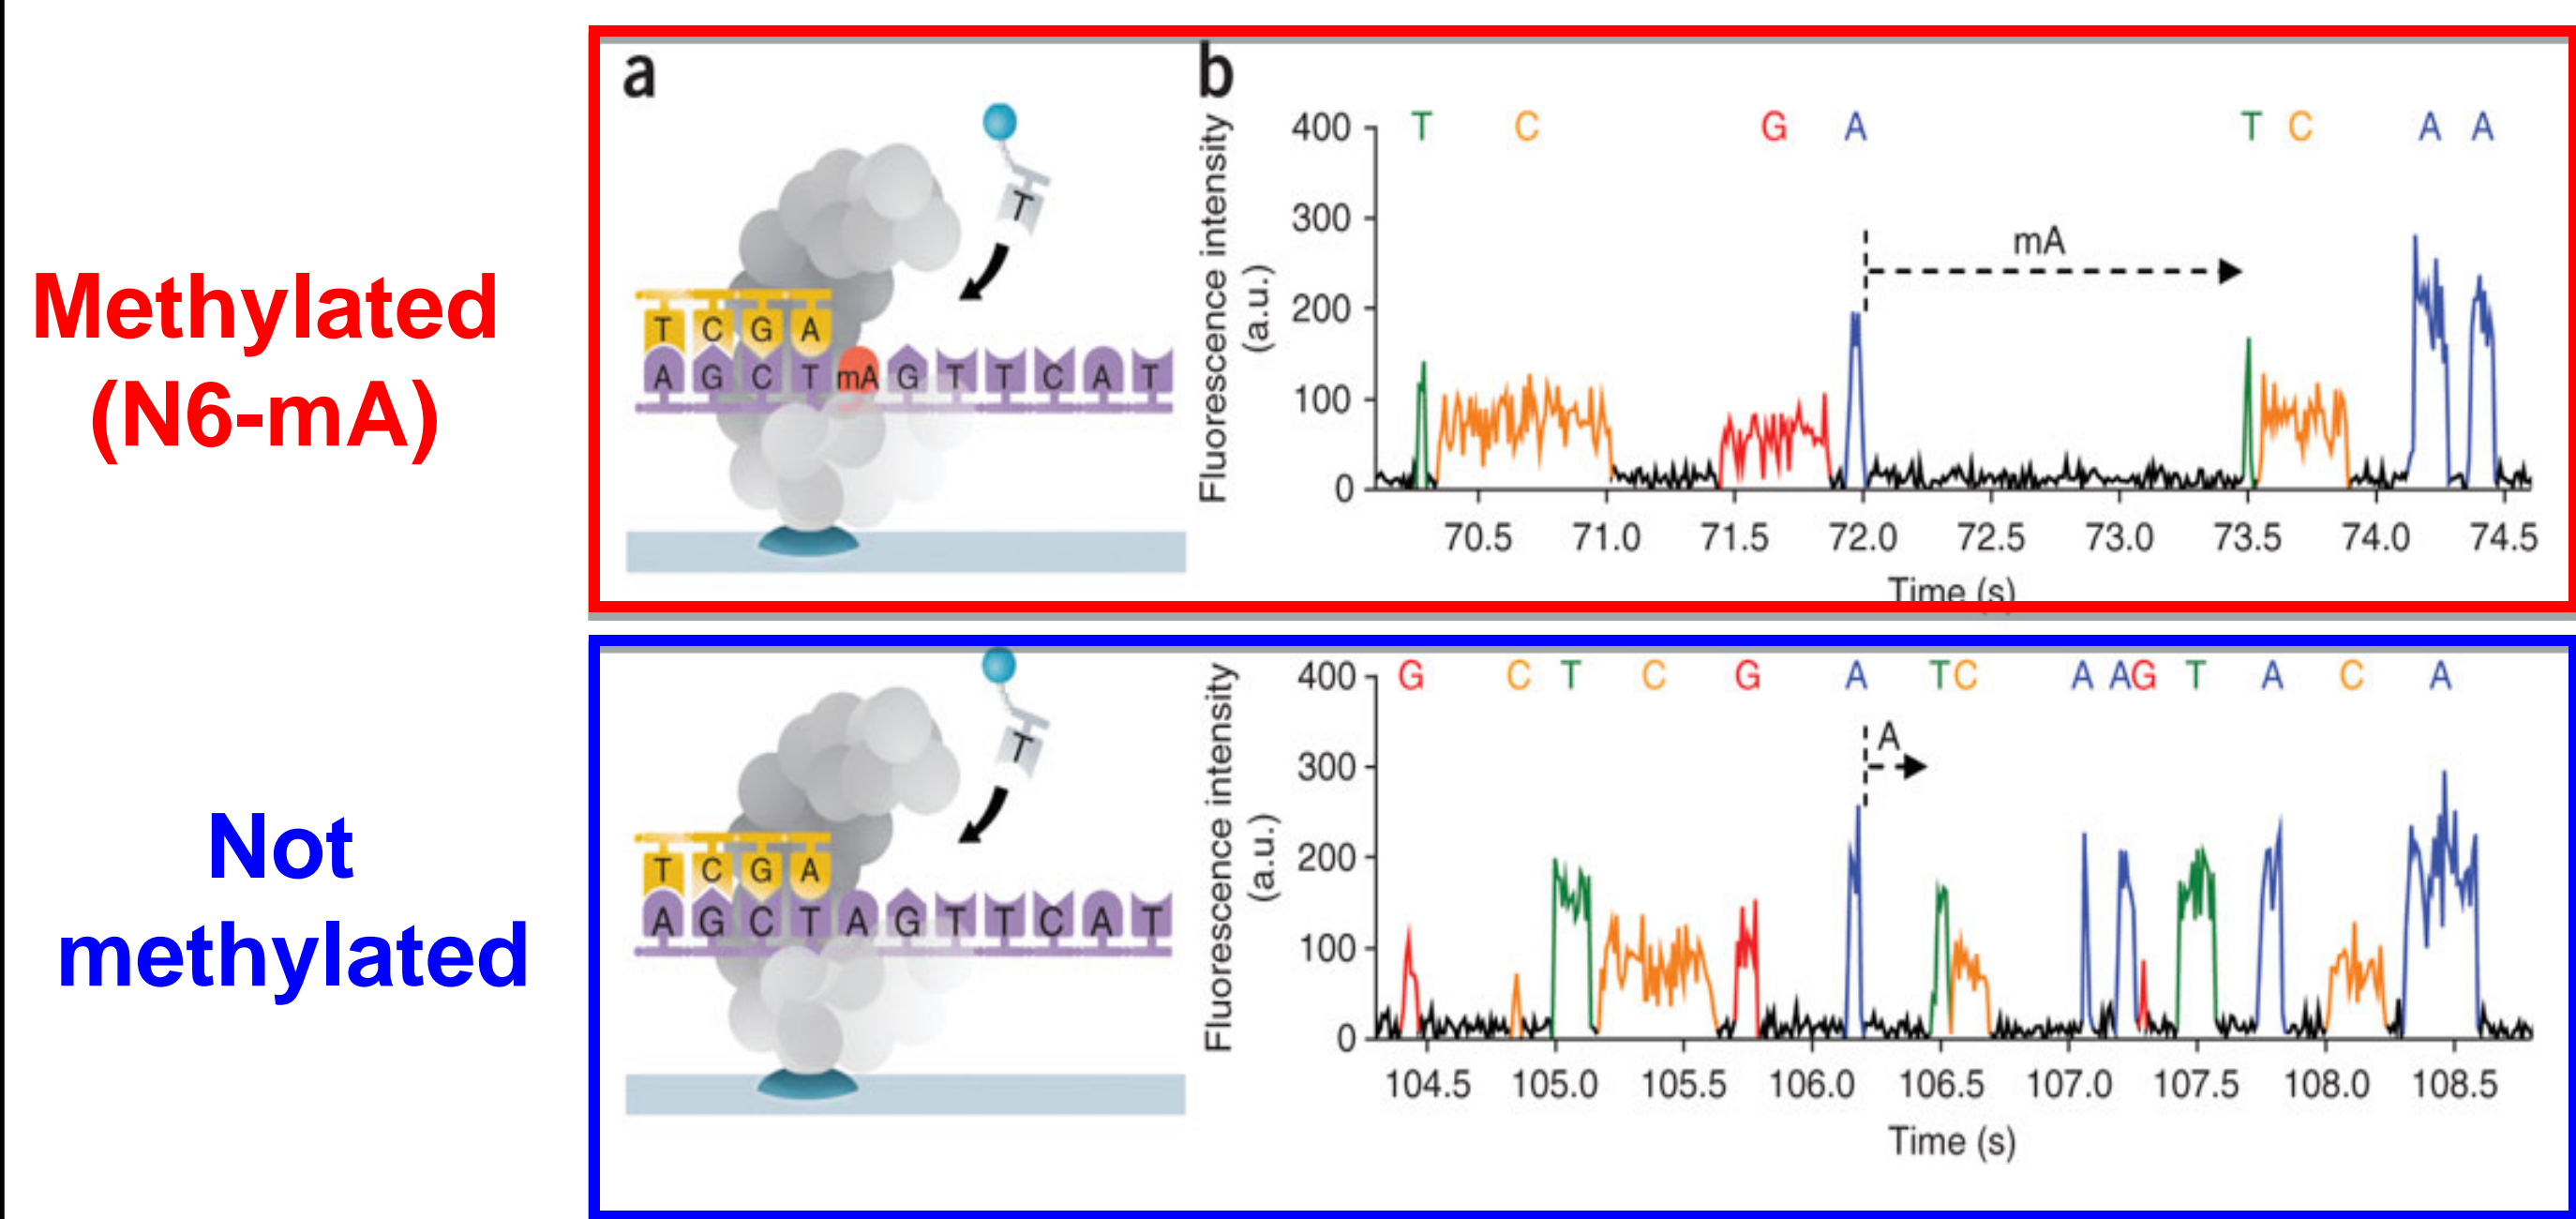 Methylated
(N6-mA)
a
T
T C G A
A G C T mA G T T C A T
b
Fluorescence intensity
(a.u.)
T C G A T C A A
mA
400
300
200
100
0
70.5 71.0 71.5 72.0 72.5 73.0 73.5 74.0 74.5
Time (s)
Not
methylated
T
T C G A
A G C T A G T T C A T
Fluorescence intensity
(a.u.)
G C T C G A T C A A G T A C A
A
400
300
200
100
0
104.5 105.0 105.5 106.0 106.5 107.0 107.5 108.0 108.5
Time (s)